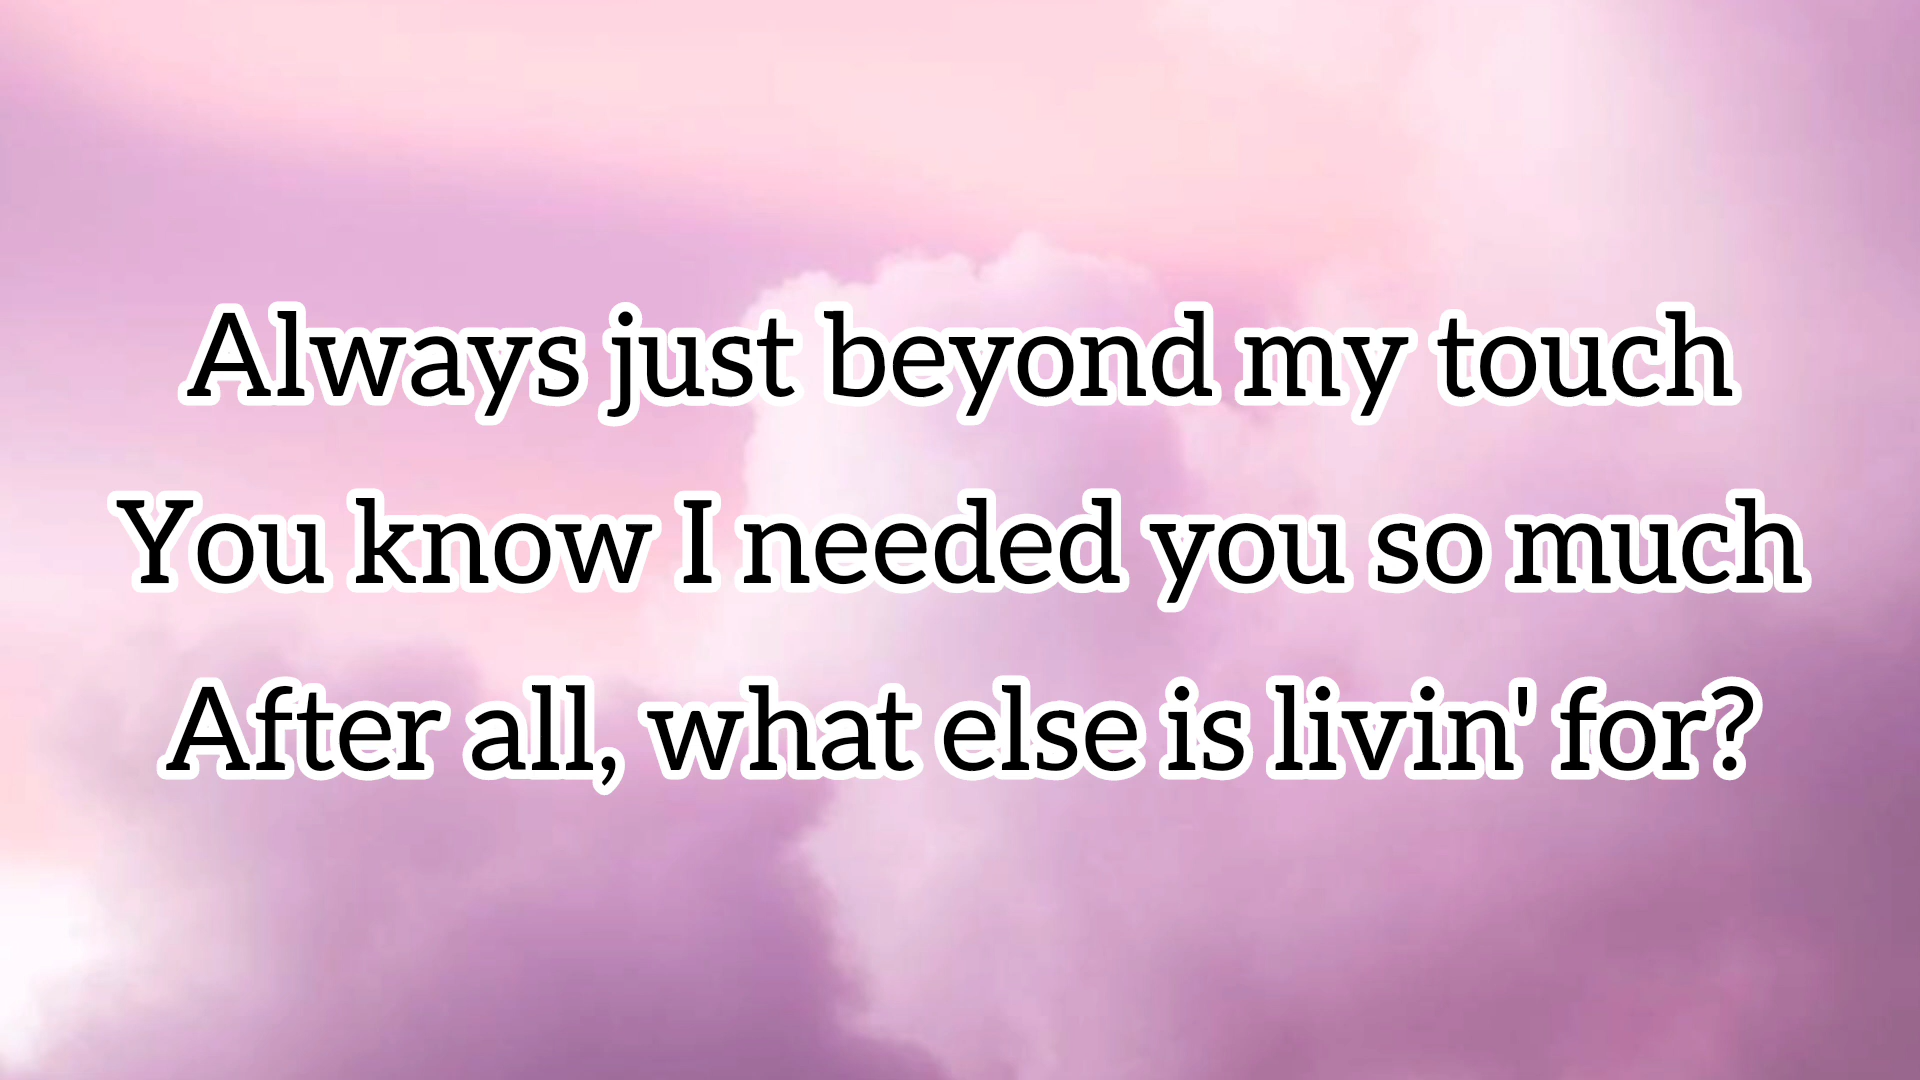 Always just beyond my touch
You know I needed you so much
After all, what else is livin' for?